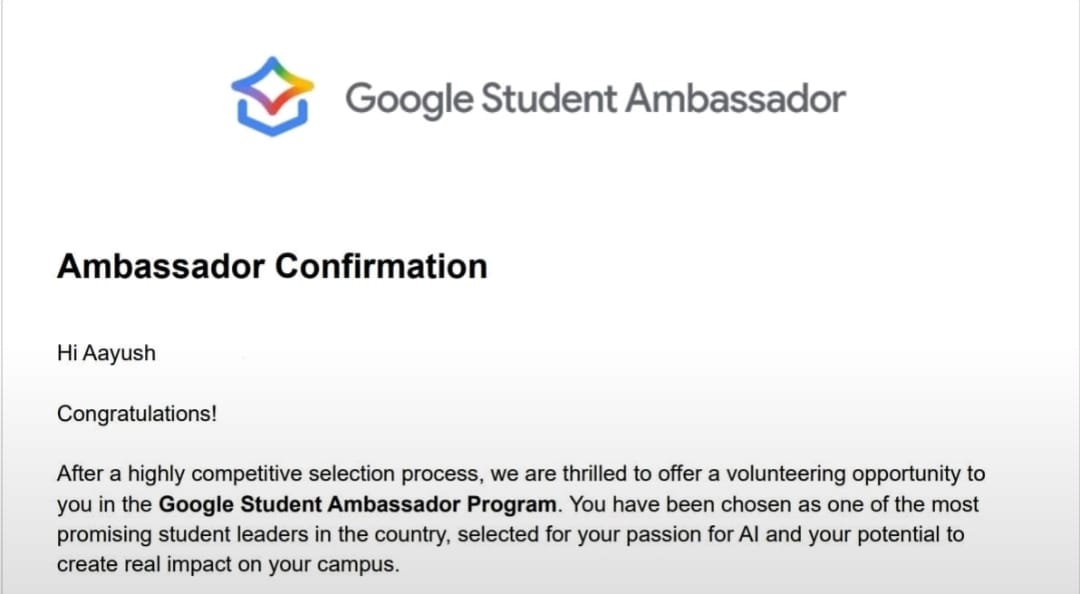 Google Student Ambassador
Ambassador Confirmation
Hi Aayush
Congratulations!
After a highly competitive selection process, we are thrilled to offer a volunteering opportunity to
you in the Google Student Ambassador Program. You have been chosen as one of the most
promising student leaders in the country, selected for your passion for AI and your potential to
create real impact on your campus.